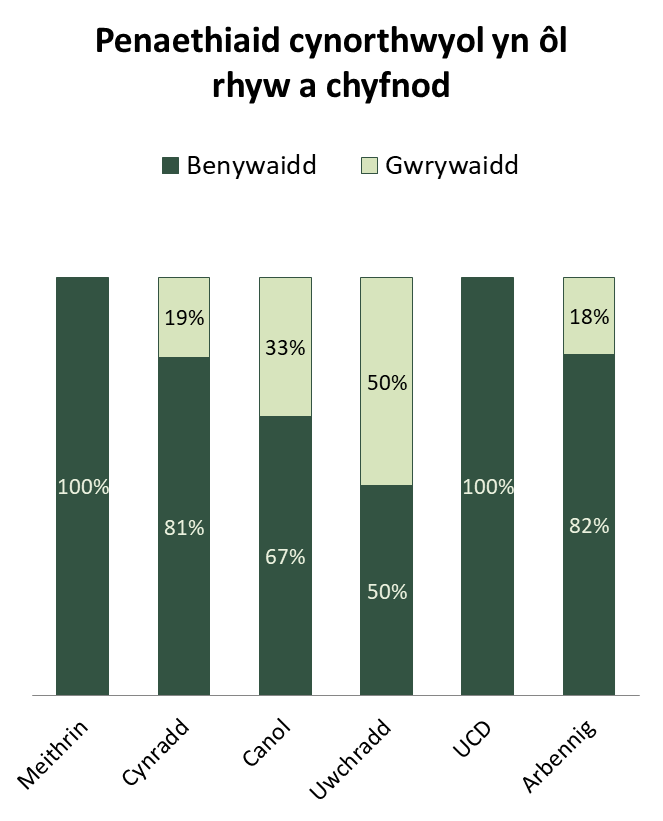 Penaethiaid cynorthwyol yn ôl
rhyw a chyfnod
Benywaidd
Gwrywaidd
19%
33%
50%
18%
100%
81%
67%
50%
100%
82%
Meithrin
Cynradd
Canol
Uwchradd
UCD
Arbennig